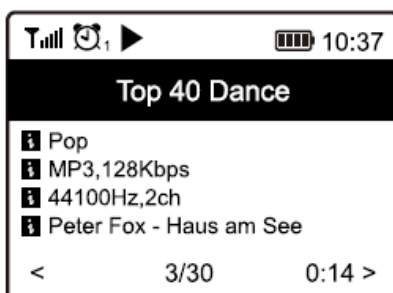 1 10:37
Top 40 Dance
i Pop
i MP3,128Kbps
i 44100Hz,2ch
i Peter Fox - Haus am See
< 3/30 0:14 >